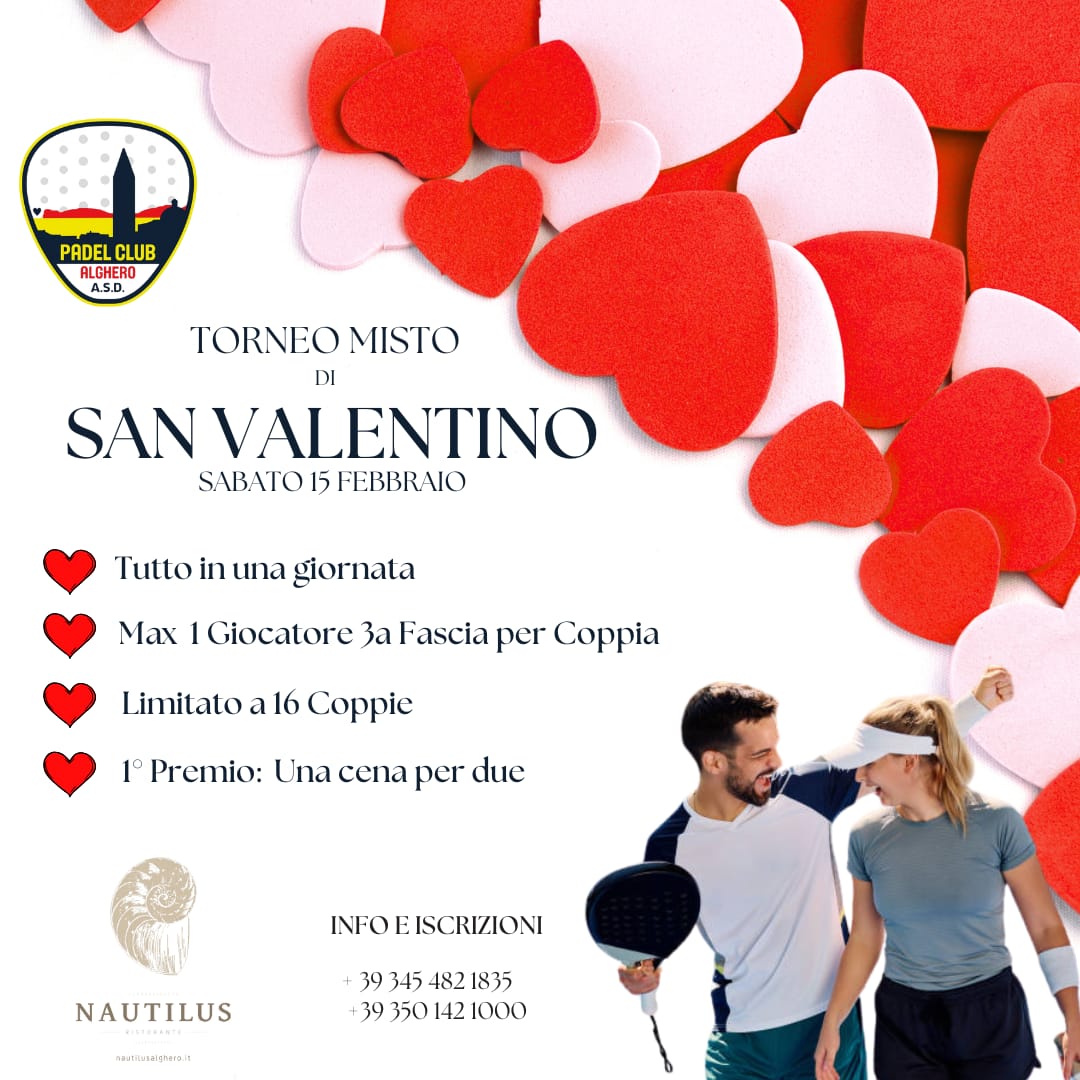 PADEL CLUB
ALGHERO
A.S.D.
TORNEO MISTO
DI
SAN VALENTINO
SABATO 15 FEBBRAIO
Tutto in una giornata
Max 1 Giocatore 3a Fascia per Coppia
Limitato a 16 Coppie
1° Premio: Una cena per due
INFO E ISCRIZIONI
+ 39 345 482 1835
+39 350 142 1000
NAUTILUS
RISTORANTE
nautilusalghero.it